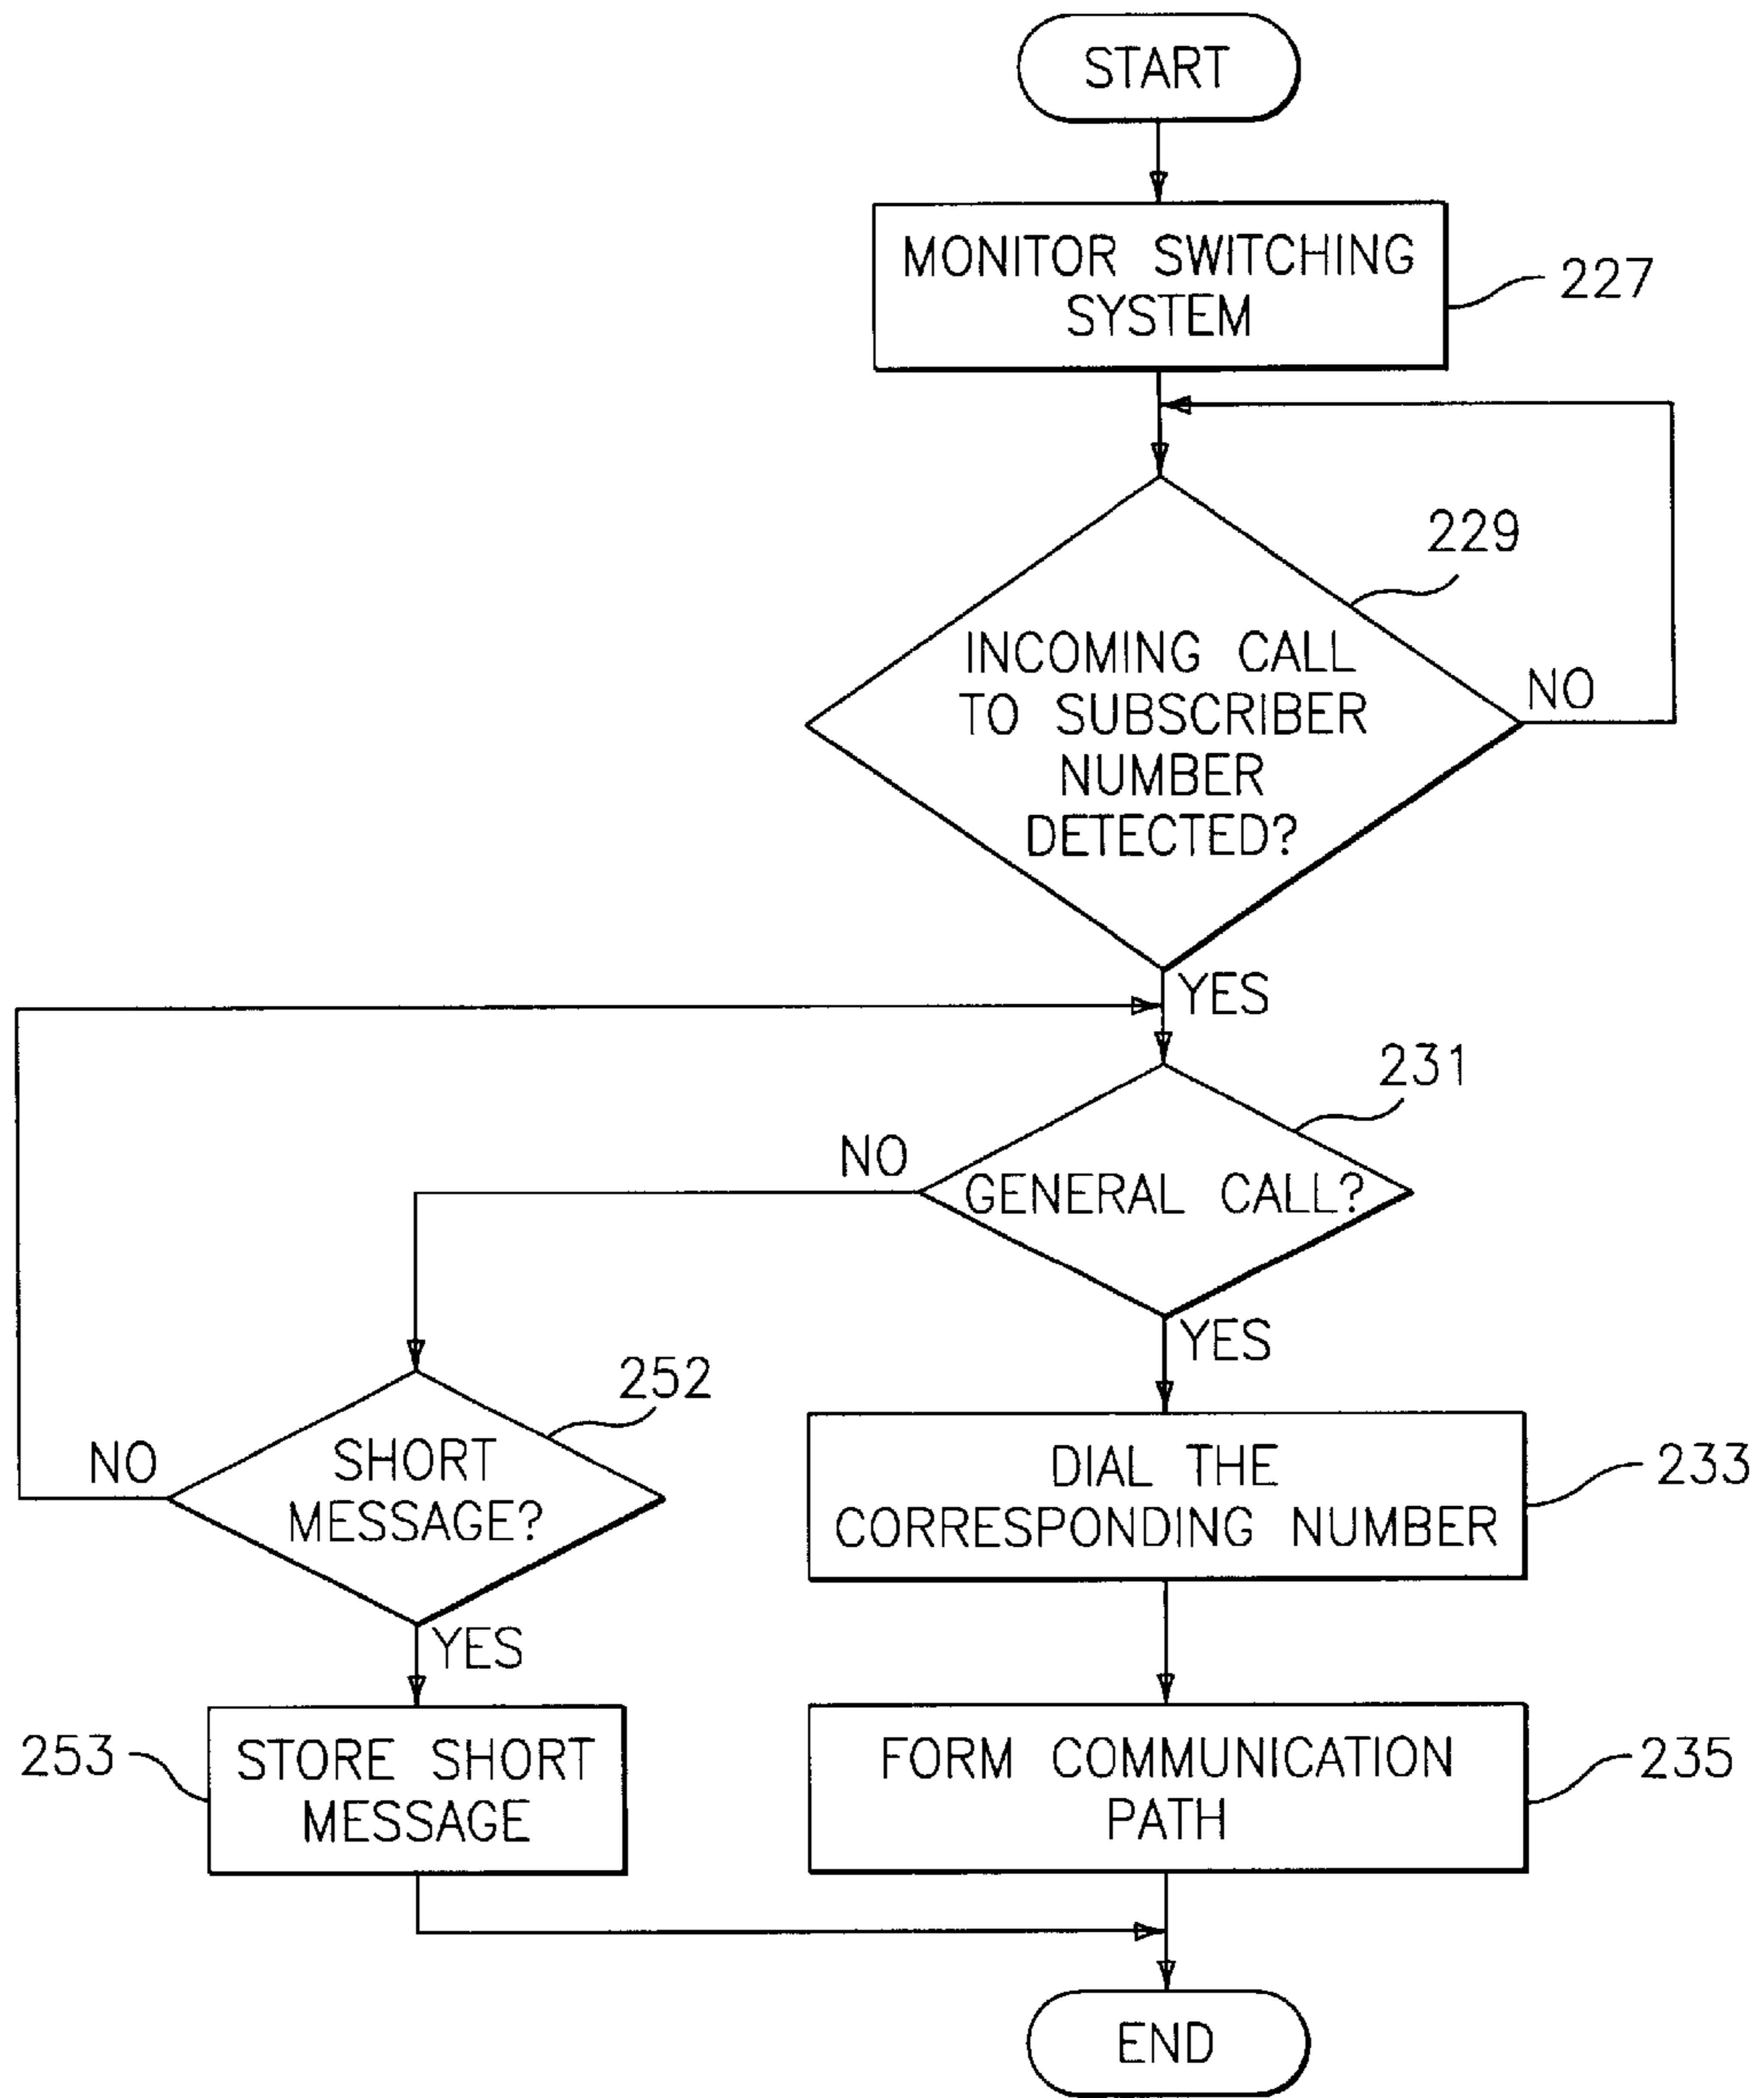 START
MONITOR SWITCHING
SYSTEM
227
229
INCOMING CALL
TO SUBSCRIBER
NUMBER
DETECTED?
NO
YES
231
NO
GENERAL CALL?
YES
252
NO
SHORT
MESSAGE?
YES
DIAL THE
CORRESPONDING NUMBER
233
253
STORE SHORT
MESSAGE
FORM COMMUNICATION
PATH
235
END